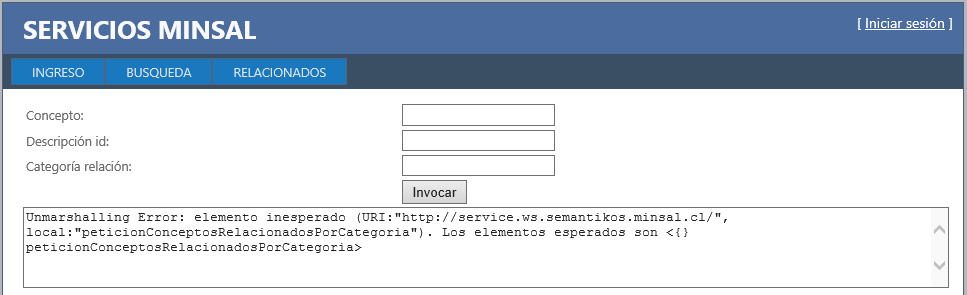 SERVICIOS MINSAL
[ Iniciar sesión ]
INGRESO BUSQUEDA RELACIONADOS
Concepto:
Descripción id:
Categoría relación:
Invocar
Unmarshalling Error: elemento inesperado (URI:"http://service.ws.semantikos.minsal.cl/",
local:"peticionConceptosRelacionadosPorCategoria"). Los elementos esperados son <{}
peticionConceptosRelacionadosPorCategoria>